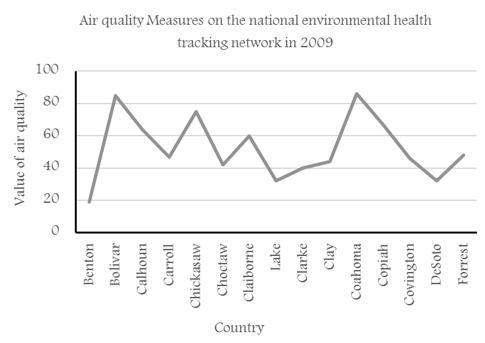 Air quality Measures on the national environmental health
tracking network in 2009
Value of air quality
100
80
60
40
20
0
Benton
Bolivar
Calhoun
Carroll
Chickasaw
Choctaw
Claiborne
Lake
Clarke
Clay
Coahoma
Copiah
Covington
DeSoto
Forrest
Country